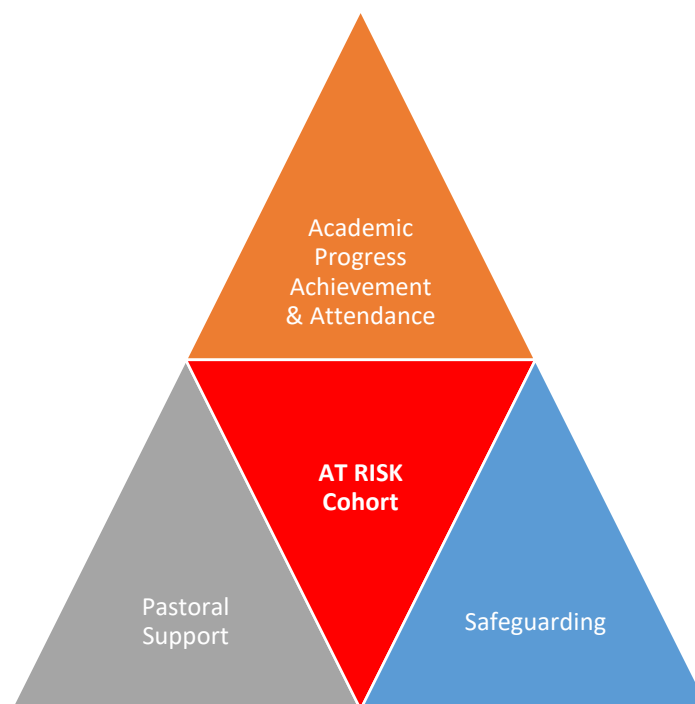 Academic
Progress
Achievement
& Attendance
AT RISK
Cohort
Pastoral
Support
Safeguarding